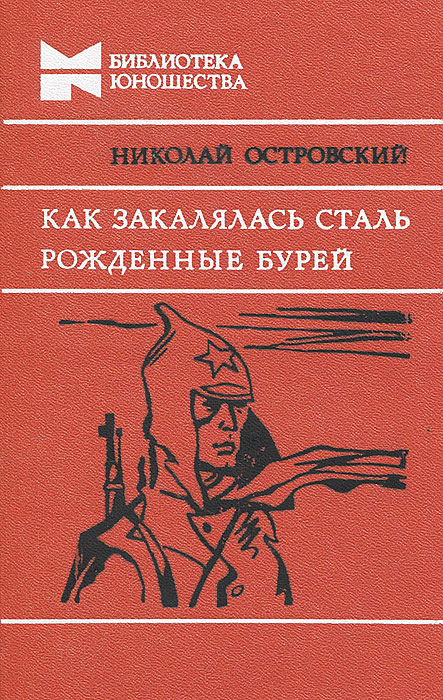 БИБЛИОТЕКА
ЮНОШЕСТВА
НИКОЛАЙ ОСТРОВСКИЙ
КАК ЗАКАЛЯЛАСЬ СТАЛЬ
РОЖДЕННЫЕ БУРЕЙ